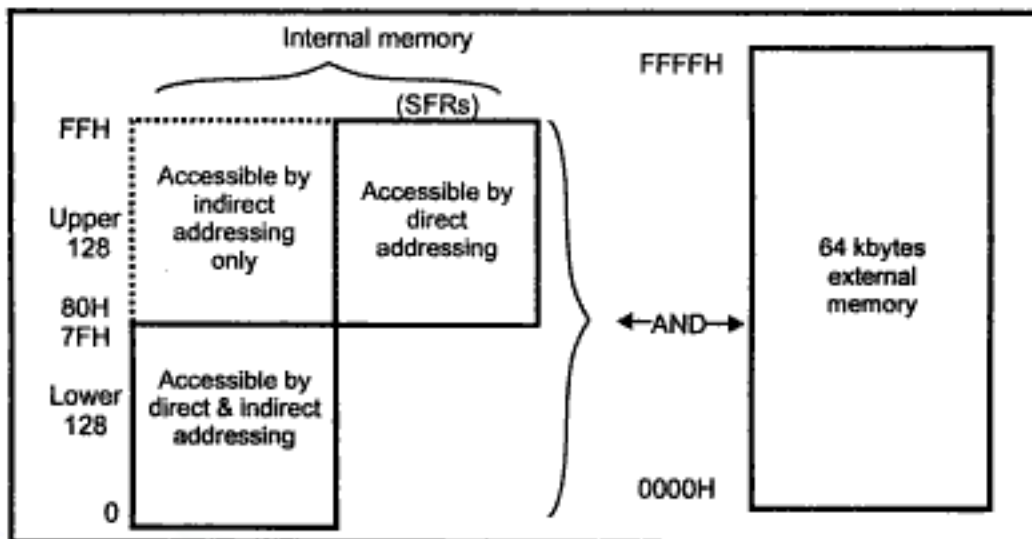 Internal memory
(SFRs)
FFH
Accessible by
indirect
addressing
only
Accessible by
direct
addressing
Upper
128
80H
7FH
Lower
128
Accessible by
direct & indirect
addressing
0
AND
FFFFH
64 kbytes
external
memory
0000H